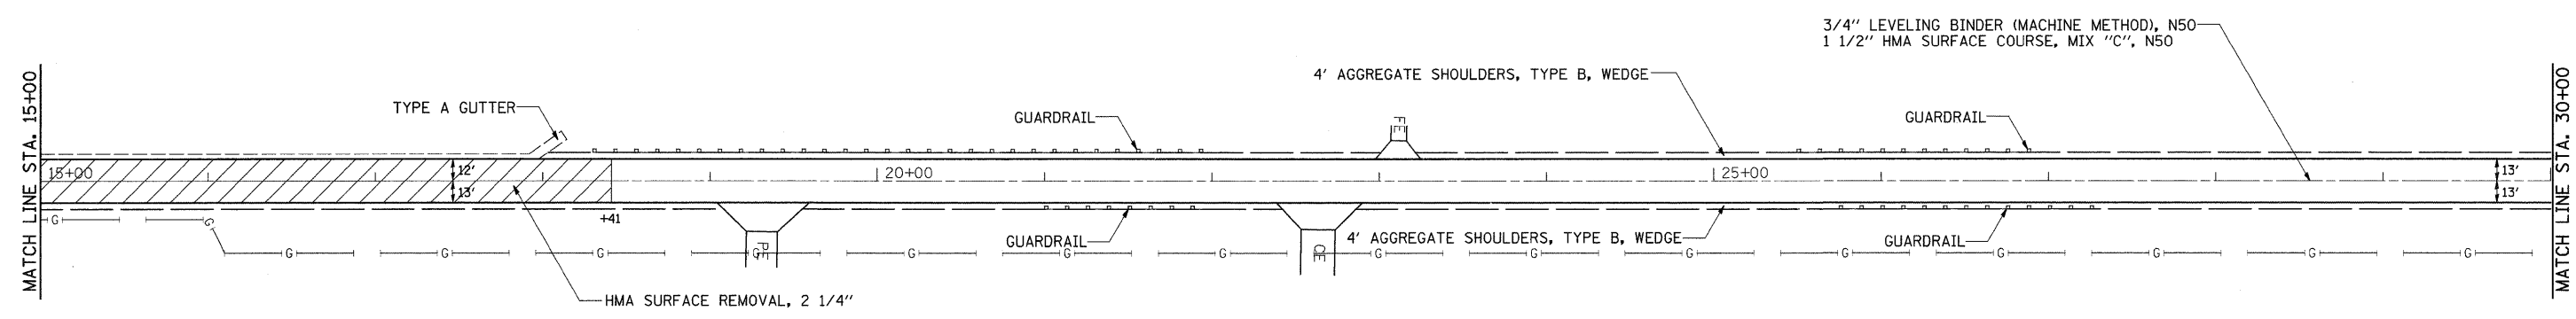 3/4" LEVELING BINDER (MACHINE METHOD), N50
1 1/2" HMA SURFACE COURSE, MIX "C", N50
4' AGGREGATE SHOULDERS, TYPE B, WEDGE
TYPE A GUTTER
GUARDRAIL
GUARDRAIL
FE
MATCH LINE STA. 15+00
MATCH LINE STA. 30+00
15+00
12'
13'
20+00
25+00
13'
13'
+41
G
G
GUARDRAIL
4' AGGREGATE SHOULDERS, TYPE B, WEDGE
GUARDRAIL
G
G
G
G
PE
G
G
G
CE
G
G
G
G
G
G
G
G
HMA SURFACE REMOVAL, 2 1/4"